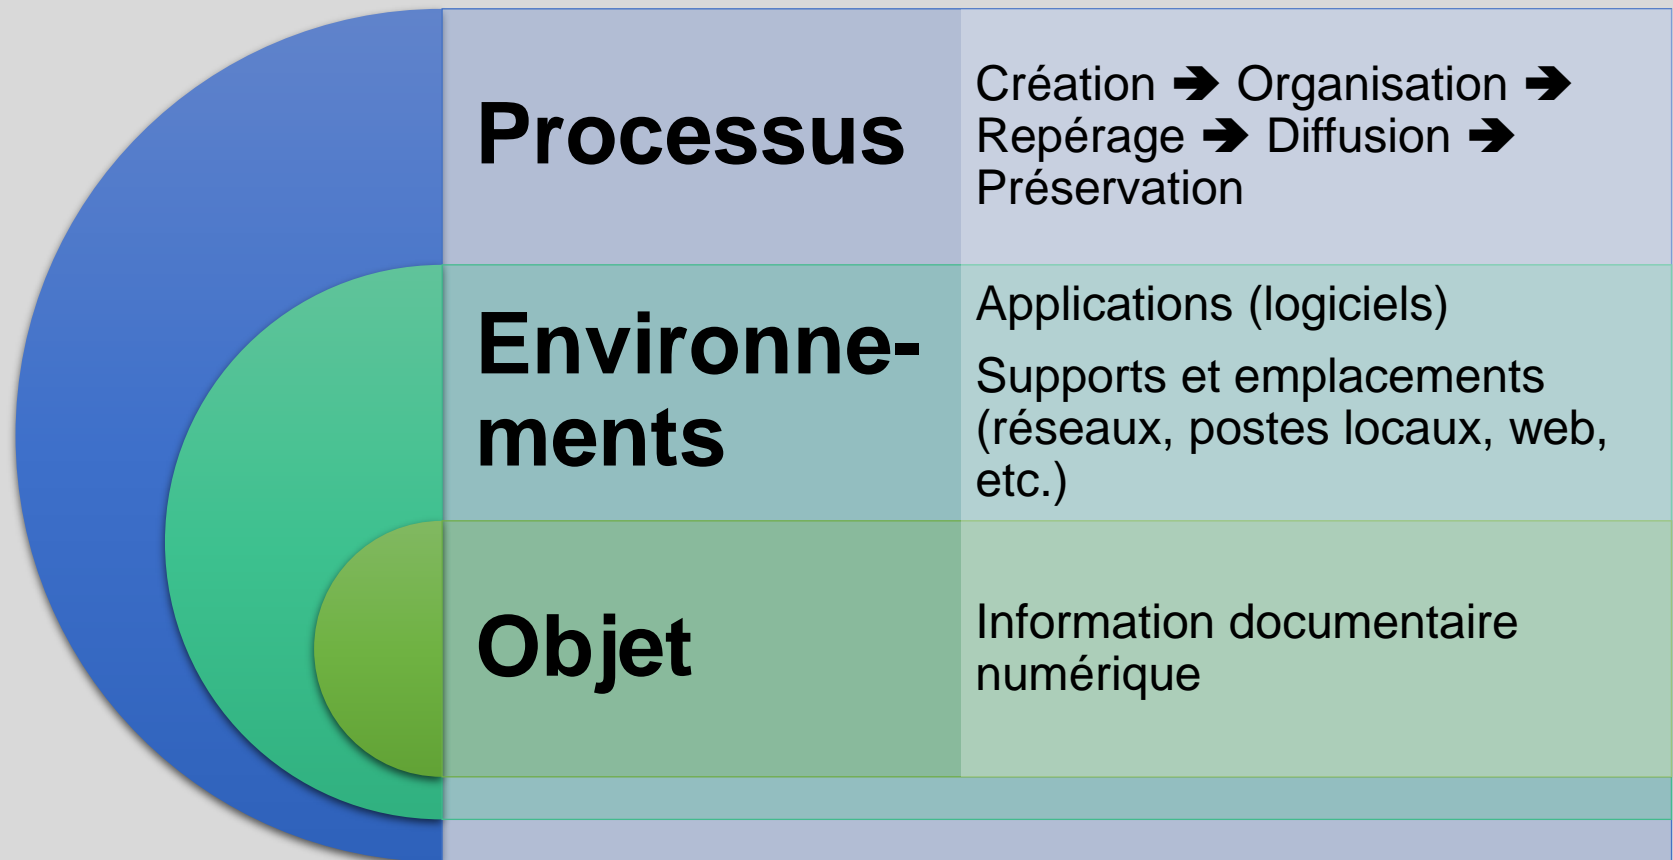 Processus
Création ➔ Organisation ➔
Repérage ➔ Diffusion ➔
Préservation
Environne-
ments
Applications (logiciels)
Supports et emplacements
(réseaux, postes locaux, web,
etc.)
Objet
Information documentaire
numérique